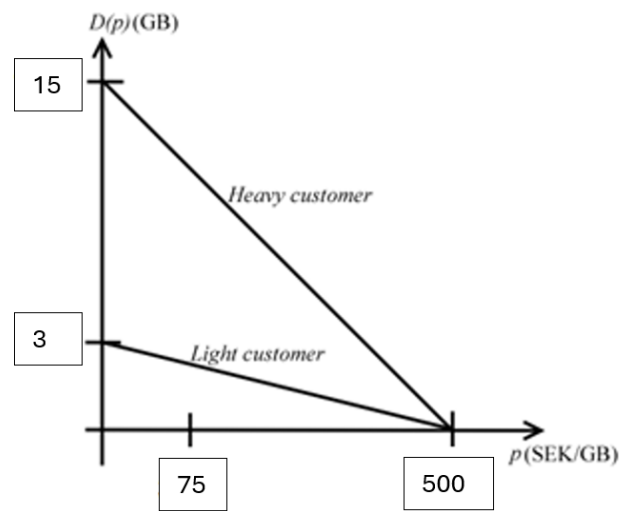 D(p)(GB)
15
Heavy customer
3
Light customer
p(SEK/GB)
75
500